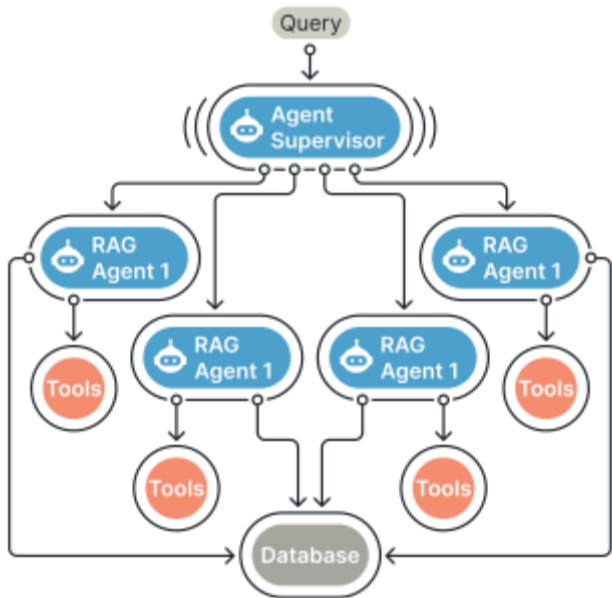 Query
Agent
Supervisor
RAG
Agent 1
RAG
Agent 1
RAG
Agent 1
RAG
Agent 1
Tools
Tools
Tools
Tools
Database